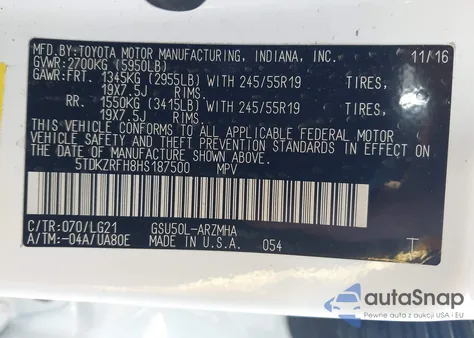 MFD.BY: TOYOTA MOTOR MANUFACTURING, INDIANA, INC. 11/16
GVWR: 2700KG (5950LB)
GAWR: FRT. 1345KG (2955LB) WITH 245/55R19 TIRES,
19X7.5J RIMS.
RR. 1550KG (3415LB) WITH 245/55R19 TIRES,
19X7.5J RIMS.
THIS VEHICLE CONFORMS TO ALL APPLICABLE FEDERAL MOTOR
VEHICLE SAFETY AND THEFT PREVENTION STANDARDS IN EFFECT
ON THE DATE OF MANUFACTURE SHOWN ABOVE.
5TDKZRFH8HS187500 MPV
C/TR: 070/LG21 GSU50L-ARZMHA
A/TM: -04A/UA80E MADE IN U.S.A. 054 T
autoSnap
Pewne auta z aukcji USA i EU